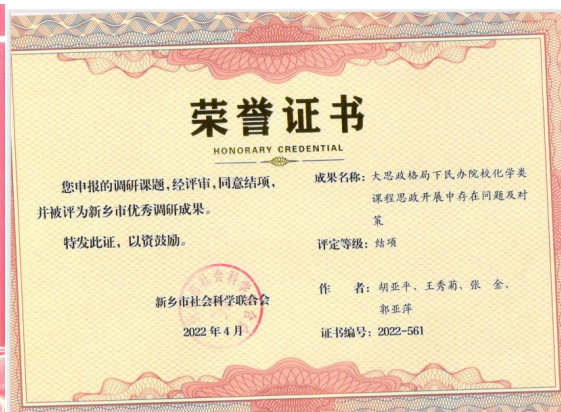 荣誉证书
HONORARY CREDENTIAL
您申报的调研课题,经评审,同意结项,
并被评为新乡市优秀调研成果。
特发此证，以资鼓励。
新乡市社会科学联合会
2022年4月
成果名称：大思政格局下民办院校化学类
课程思政开展中存在问题及对
策
评定等级：结项
作 者：胡亚平、王秀菊、张 金、
郭亚萍
证书编号：2022-561